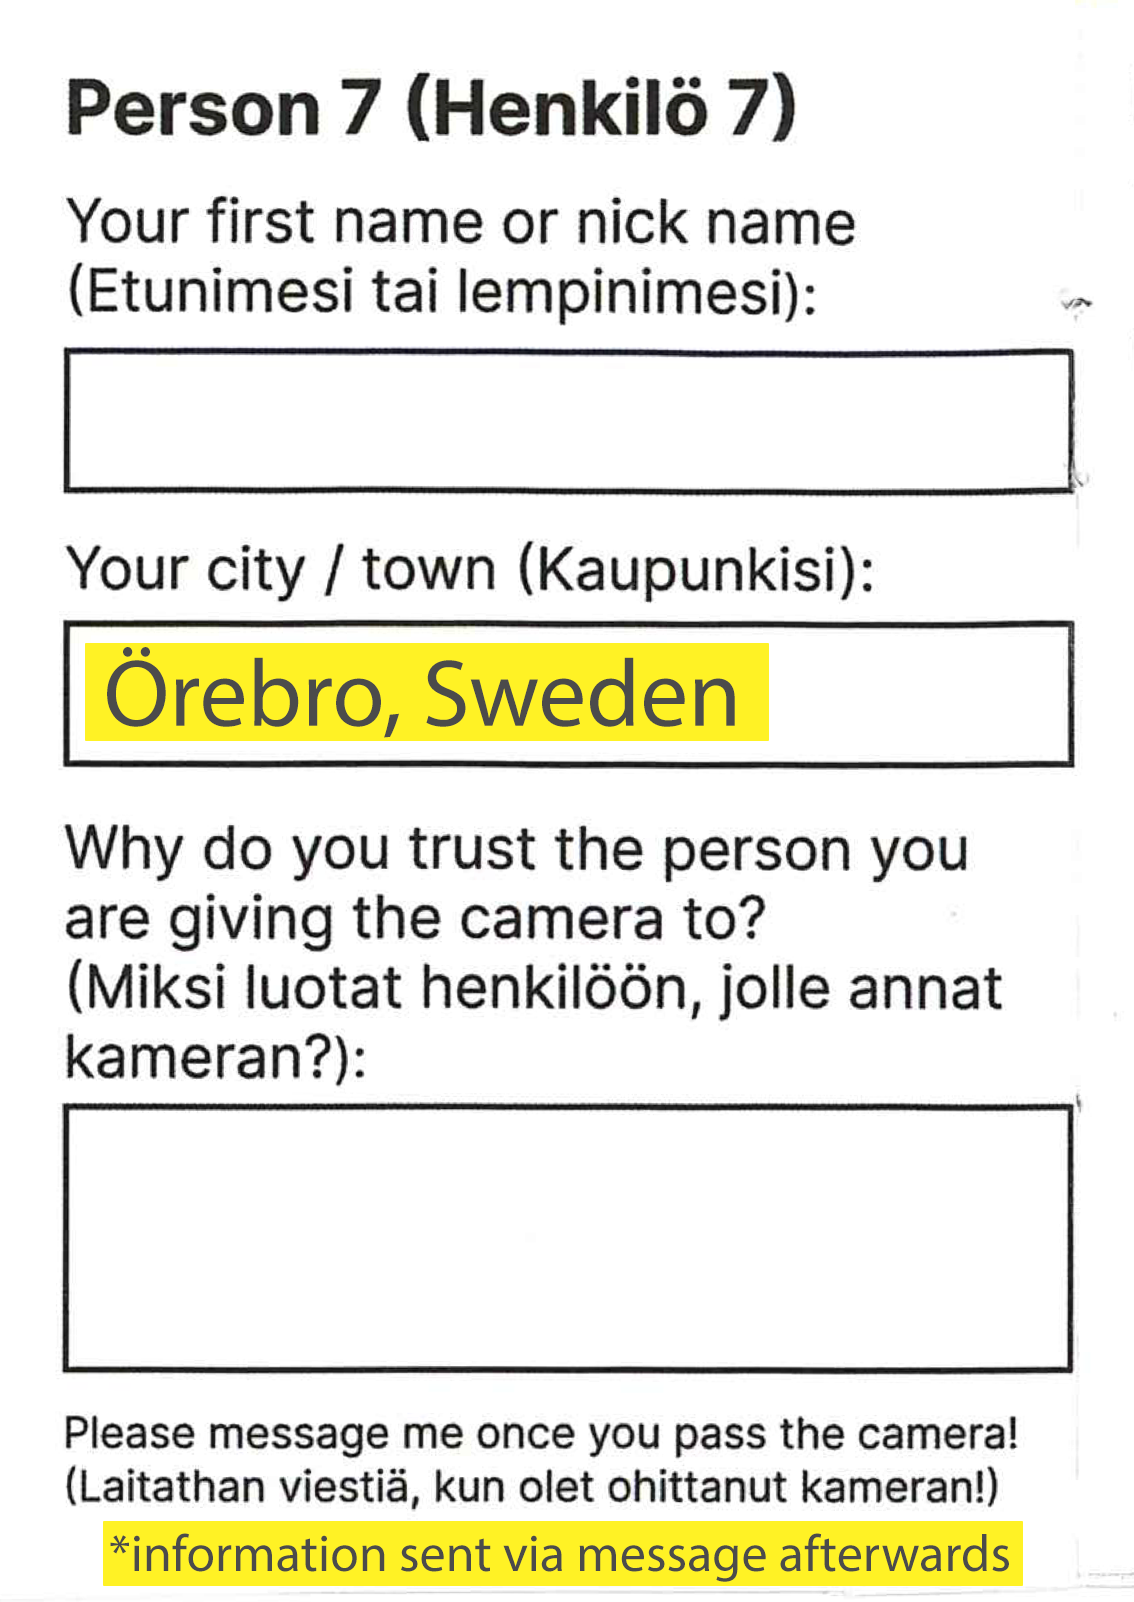 Person 7 (Henkilö 7)
Your first name or nick name
(Etunimesi tai lempinimesi):
Your city / town (Kaupunkisi):
Örebro, Sweden
Why do you trust the person you
are giving the camera to?
(Miksi luotat henkilöön, jolle annat
kameran?):
Please message me once you pass the camera!
(Laitathan viestiä, kun olet ohittanut kameran!)
*information sent via message afterwards